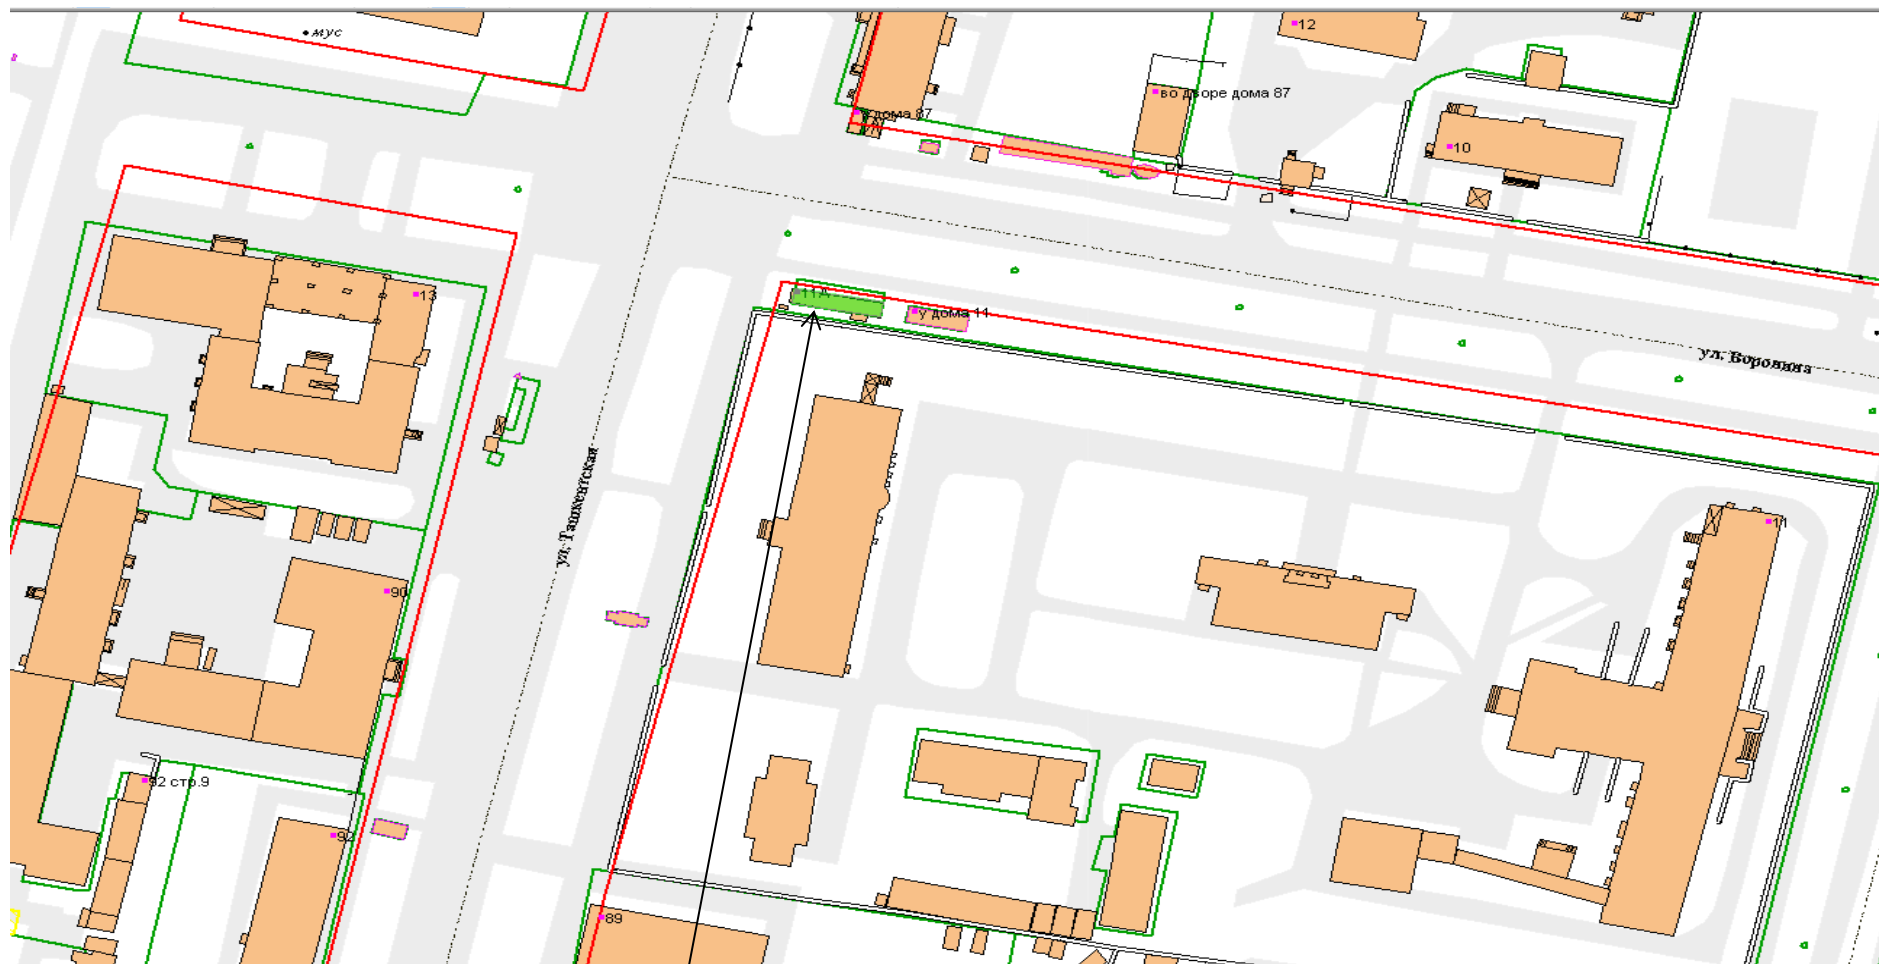 мус
12
во дворе дома 87
у дома 87
10
13
11А
у дома 11
ул. Воронина
ул. Ташкентская
11
90
92 стр.9
92
89